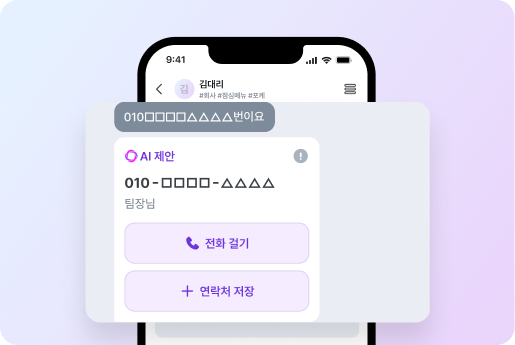 9:41
김
김대리
#회사 #점심메뉴 #포케
010□□□□△△△△번이요
AI 제안
!
010-□□□□-△△△△
팀장님
전화 걸기
+ 연락처 저장